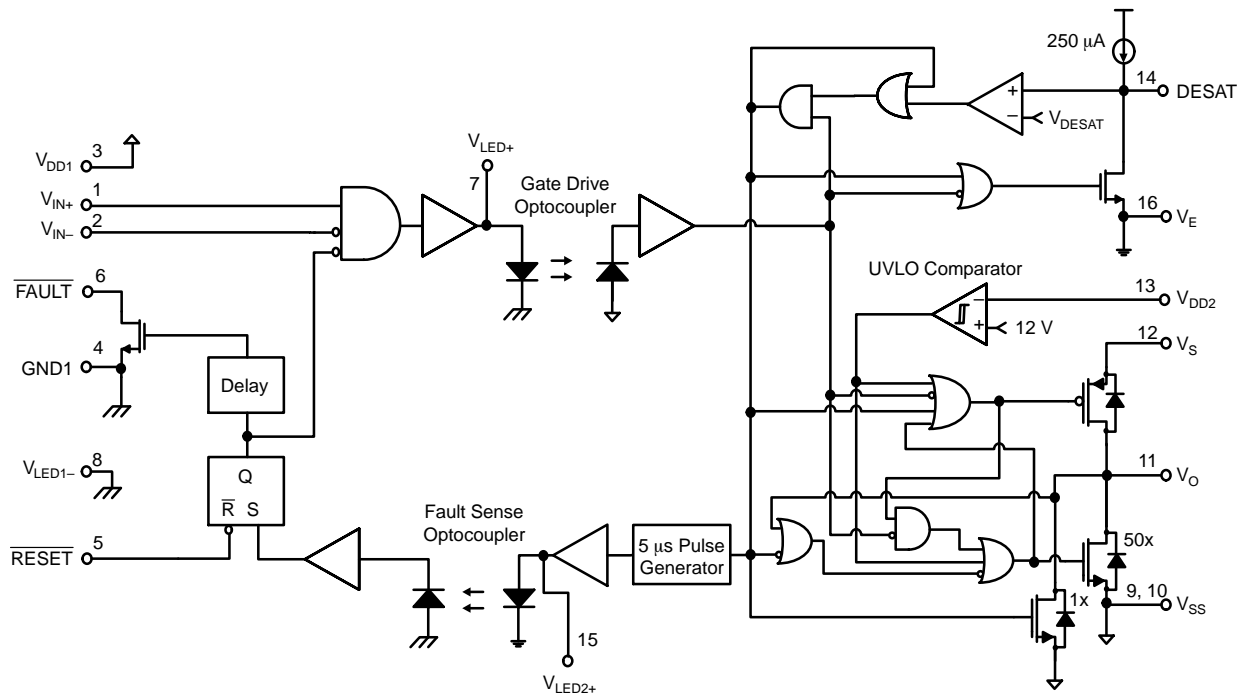 250 μA
14
DESAT
+
−
V_DESAT
V_LED+
7
Gate Drive
Optocoupler
3
V_DD1
1
V_IN+
2
V_IN−
16
V_E
6
F̅A̅U̅L̅T̅
UVLO Comparator
13
V_DD2
−
+
12 V
12
V_S
4
GND1
Delay
8
V_LED1−
Q
R̅ S
11
V_O
Fault Sense
Optocoupler
5 μs Pulse
Generator
5
R̅E̅S̅E̅T̅
50x
9, 10
V_SS
1x
15
V_LED2+